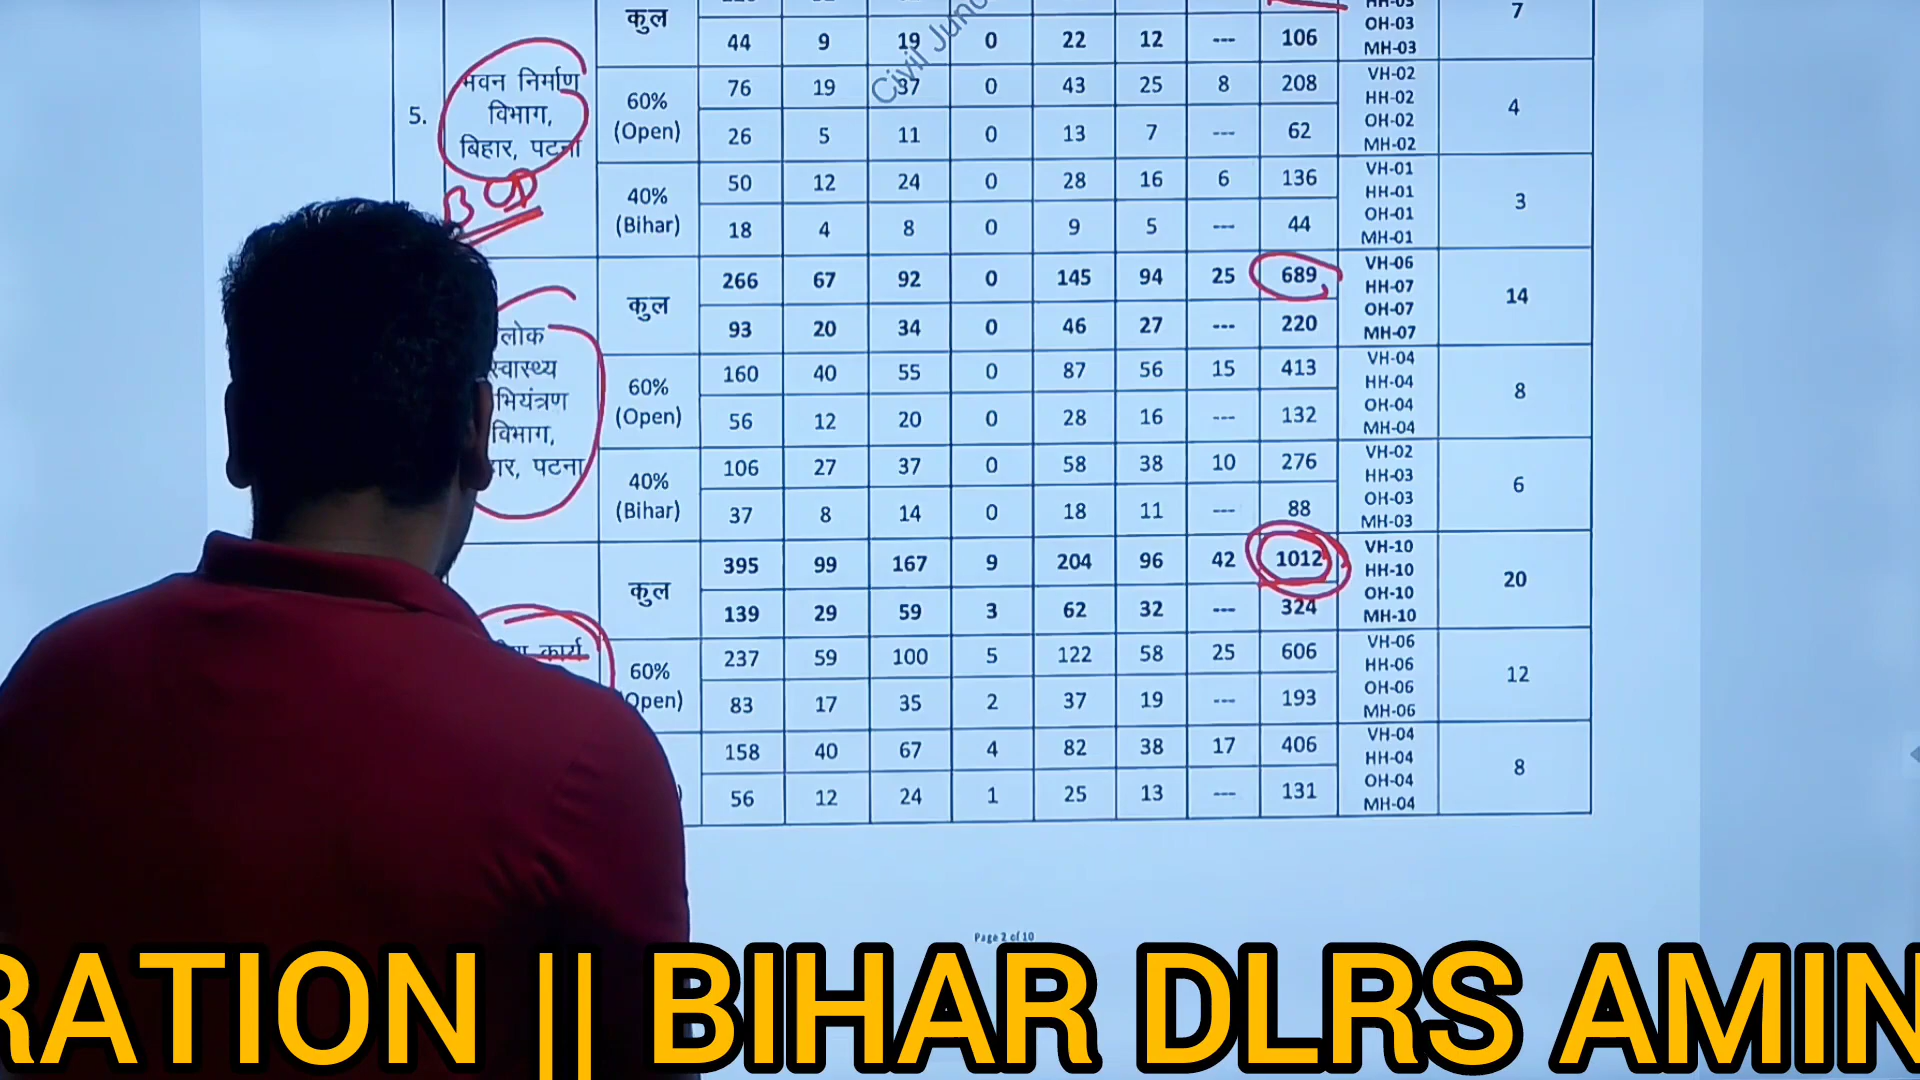 कुल
44 9 19 0 22 12 --- 106
OH-03
MH-03
7
5.
भवन निर्माण
विभाग,
बिहार, पटना
BCD
60%
(Open)
76 19 37 0 43 25 8 208
26 5 11 0 13 7 --- 62
VH-02
HH-02
OH-02
MH-02
4
40%
(Bihar)
50 12 24 0 28 16 6 136
18 4 8 0 9 5 --- 44
VH-01
HH-01
OH-01
MH-01
3
Civil
लोक
स्वास्थ्य
भियंत्रण
विभाग,
हार, पटना
कुल
266 67 92 0 145 94 25 689
93 20 34 0 46 27 --- 220
VH-06
HH-07
OH-07
MH-07
14
60%
(Open)
160 40 55 0 87 56 15 413
56 12 20 0 28 16 --- 132
VH-04
HH-04
OH-04
MH-04
8
40%
(Bihar)
106 27 37 0 58 38 10 276
37 8 14 0 18 11 --- 88
VH-02
HH-03
OH-03
MH-03
6
कार्य
कुल
395 99 167 9 204 96 42 1012
139 29 59 3 62 32 --- 324
VH-10
HH-10
OH-10
MH-10
20
60%
(Open)
237 59 100 5 122 58 25 606
83 17 35 2 37 19 --- 193
VH-06
HH-06
OH-06
MH-06
12
158 40 67 4 82 38 17 406
56 12 24 1 25 13 --- 131
VH-04
HH-04
OH-04
MH-04
8
Page 2 of 10
RATION || BIHAR DLRS AMIN